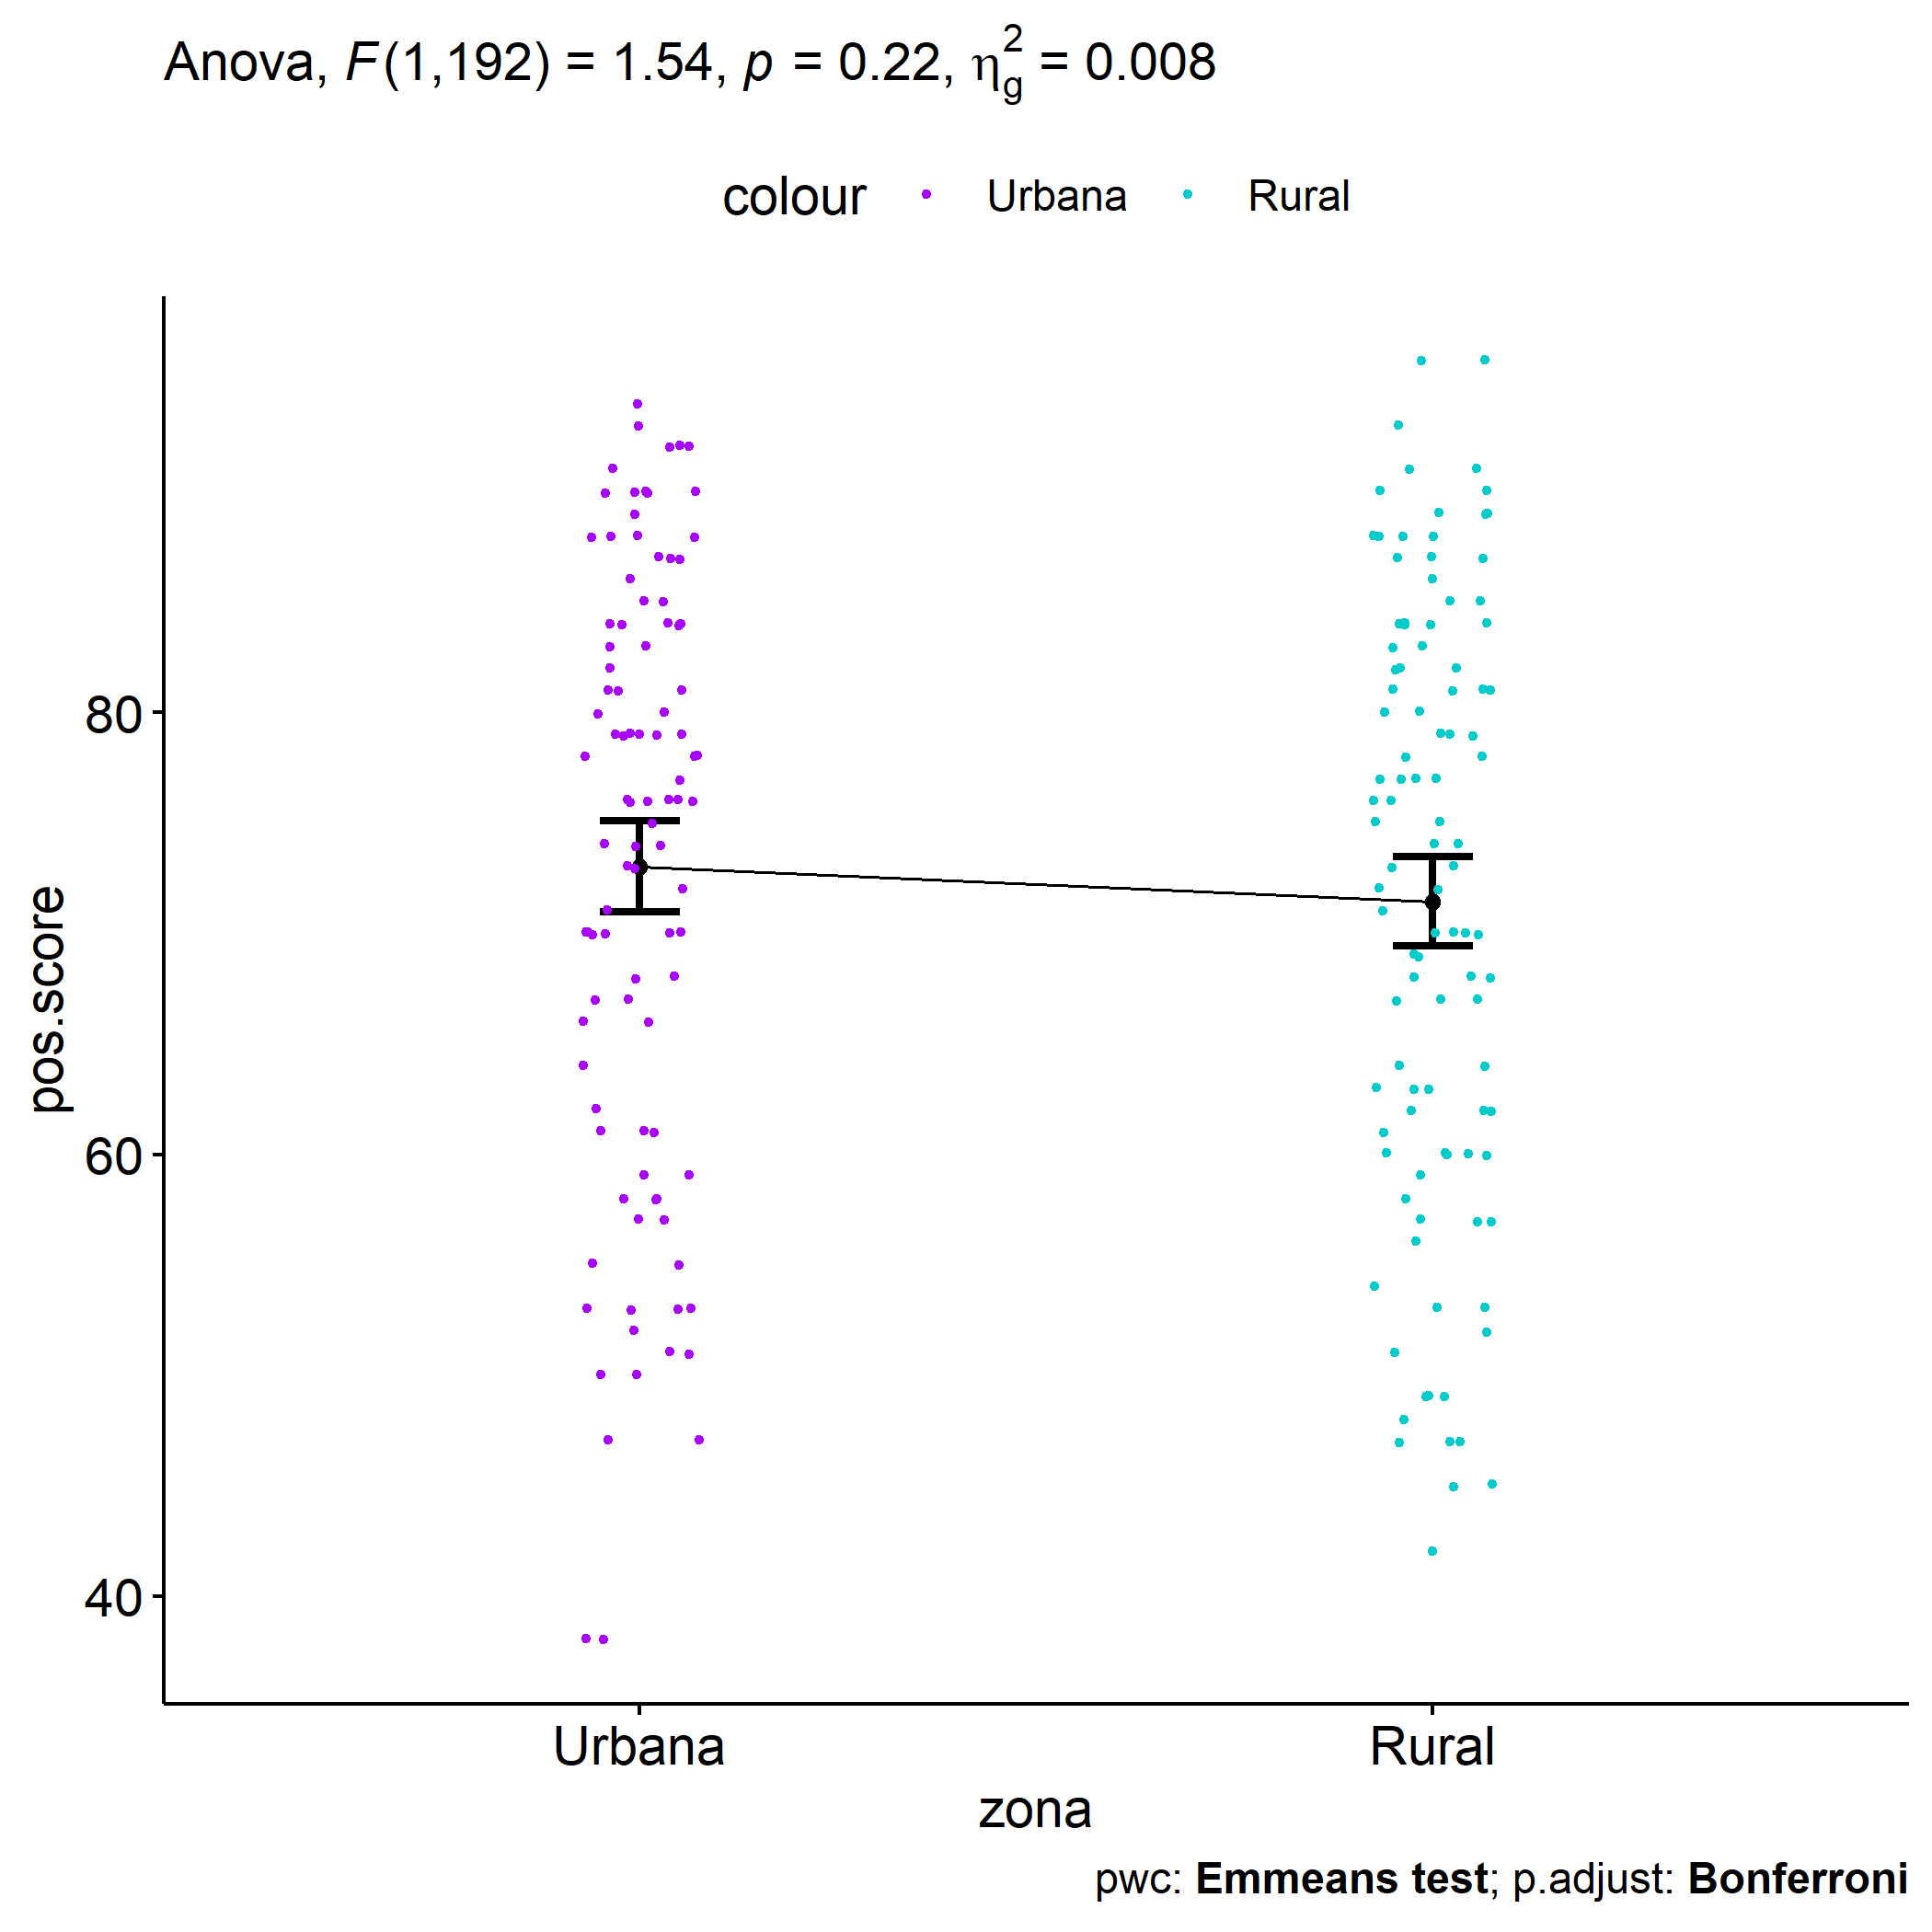 Anova, F(1,192) = 1.54, p = 0.22, η²g = 0.008
colour Urbana Rural
80
60
40
pos.score
Urbana Rural
zona
pwc: Emmeans test; p.adjust: Bonferroni